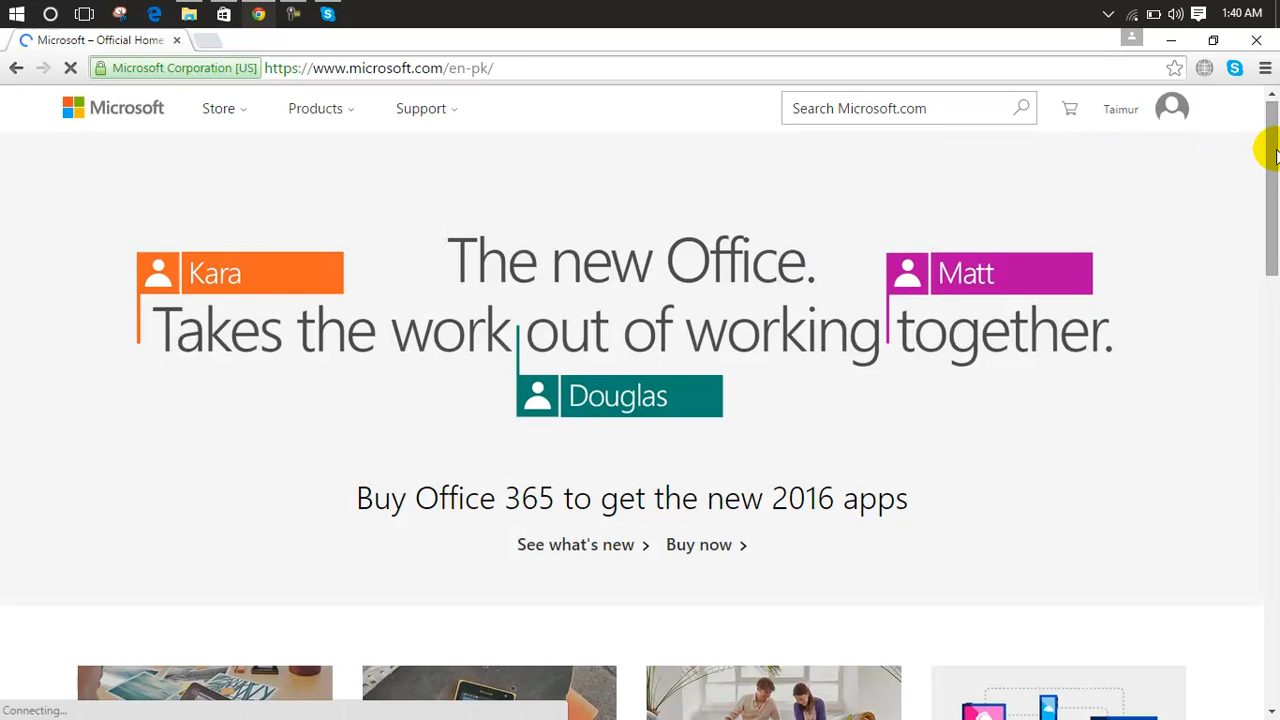 1:40 AM
Microsoft – Official Home
Microsoft Corporation [US] https://www.microsoft.com/en-pk/
Microsoft Store Products Support Search Microsoft.com Taimur
The new Office.
Kara
Matt
Takes the work out of working together.
Douglas
Buy Office 365 to get the new 2016 apps
See what's new > Buy now >
Connecting...